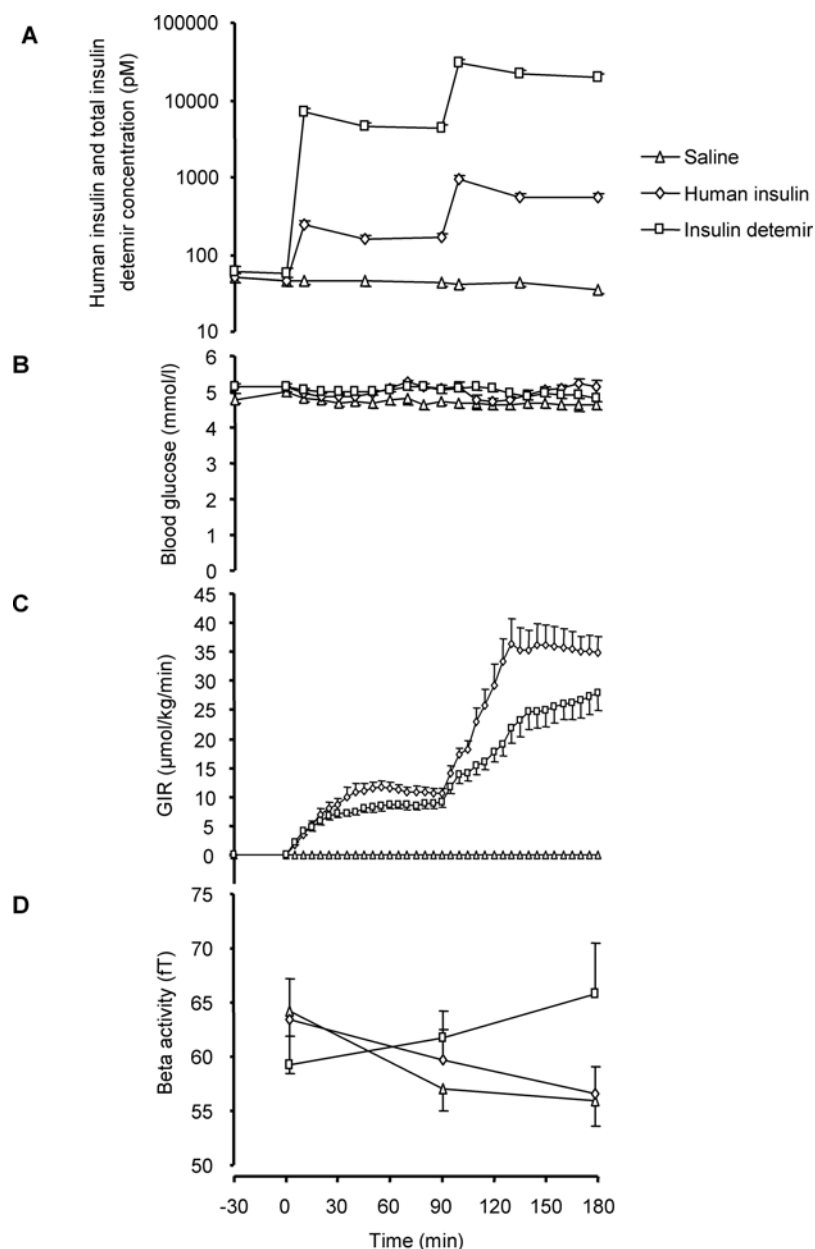 A
Human insulin and total insulin
detemir concentration (pM)
100000
10000
1000
100
10
Saline
Human insulin
Insulin detemir
B
Blood glucose (mmol/l)
6
5
4
3
2
1
0
C
GIR (µmol/kg/min)
45
40
35
30
25
20
15
10
5
0
D
Beta activity (fT)
75
70
65
60
55
50
-30 0 30 60 90 120 150 180
Time (min)